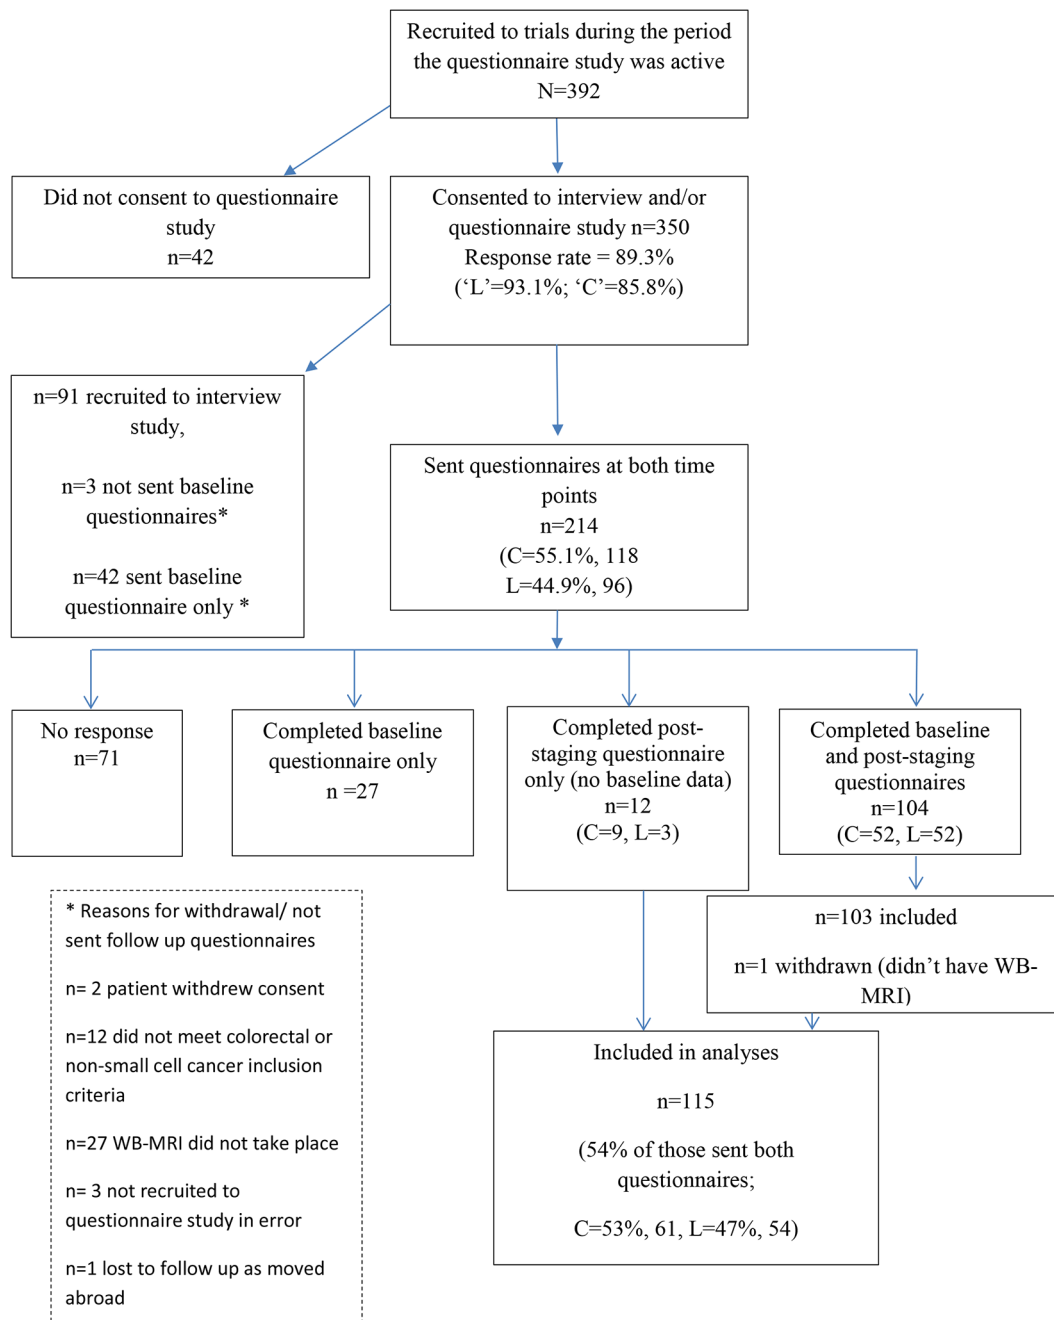 Recruited to trials during the period
the questionnaire study was active
N=392
Did not consent to questionnaire
study
n=42
Consented to interview and/or
questionnaire study n=350
Response rate = 89.3%
(‘L’=93.1%; ‘C’=85.8%)
n=91 recruited to interview
study,
n=3 not sent baseline
questionnaires*
n=42 sent baseline
questionnaire only *
Sent questionnaires at both time
points
n=214
(C=55.1%, 118
L=44.9%, 96)
No response
n=71
Completed baseline
questionnaire only
n =27
Completed post-
staging questionnaire
only (no baseline data)
n=12
(C=9, L=3)
Completed baseline
and post-staging
questionnaires
n=104
(C=52, L=52)
n=103 included
n=1 withdrawn (didn’t have WB-
MRI)
* Reasons for withdrawal/ not
sent follow up questionnaires
n= 2 patient withdrew consent
n=12 did not meet colorectal or
non-small cell cancer inclusion
criteria
n=27 WB-MRI did not take place
n= 3 not recruited to
questionnaire study in error
n=1 lost to follow up as moved
abroad
Included in analyses
n=115
(54% of those sent both
questionnaires;
C=53%, 61, L=47%, 54)